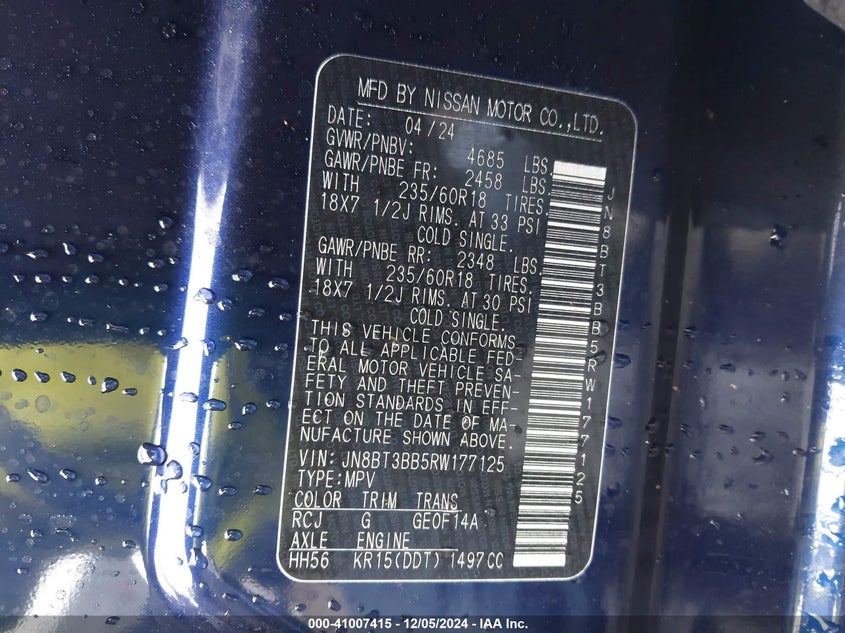 MFD BY NISSAN MOTOR CO.,LTD.
DATE: 04/24
GVWR/PNBV: 4685 LBS.
GAWR/PNBE FR: 2458 LBS.
WITH 235/60R18 TIRES.
18X7 1/2J RIMS. AT 33 PSI
COLD SINGLE.
GAWR/PNBE RR: 2348 LBS.
WITH 235/60R18 TIRES.
18X7 1/2J RIMS. AT 30 PSI
COLD SINGLE.
THIS VEHICLE CONFORMS
TO ALL APPLICABLE FED-
ERAL MOTOR VEHICLE SA-
FETY AND THEFT PREVEN-
TION STANDARDS IN EFF-
ECT ON THE DATE OF MA-
NUFACTURE SHOWN ABOVE.
VIN: JN8BT3BB5RW177125
TYPE:MPV
COLOR TRIM TRANS
RCJ G GE0F14A
AXLE ENGINE
HH56 KR15(DDT) 1497CC
JN8BT3BB5RW177125
000-41007415 - 12/05/2024 - IAA Inc.